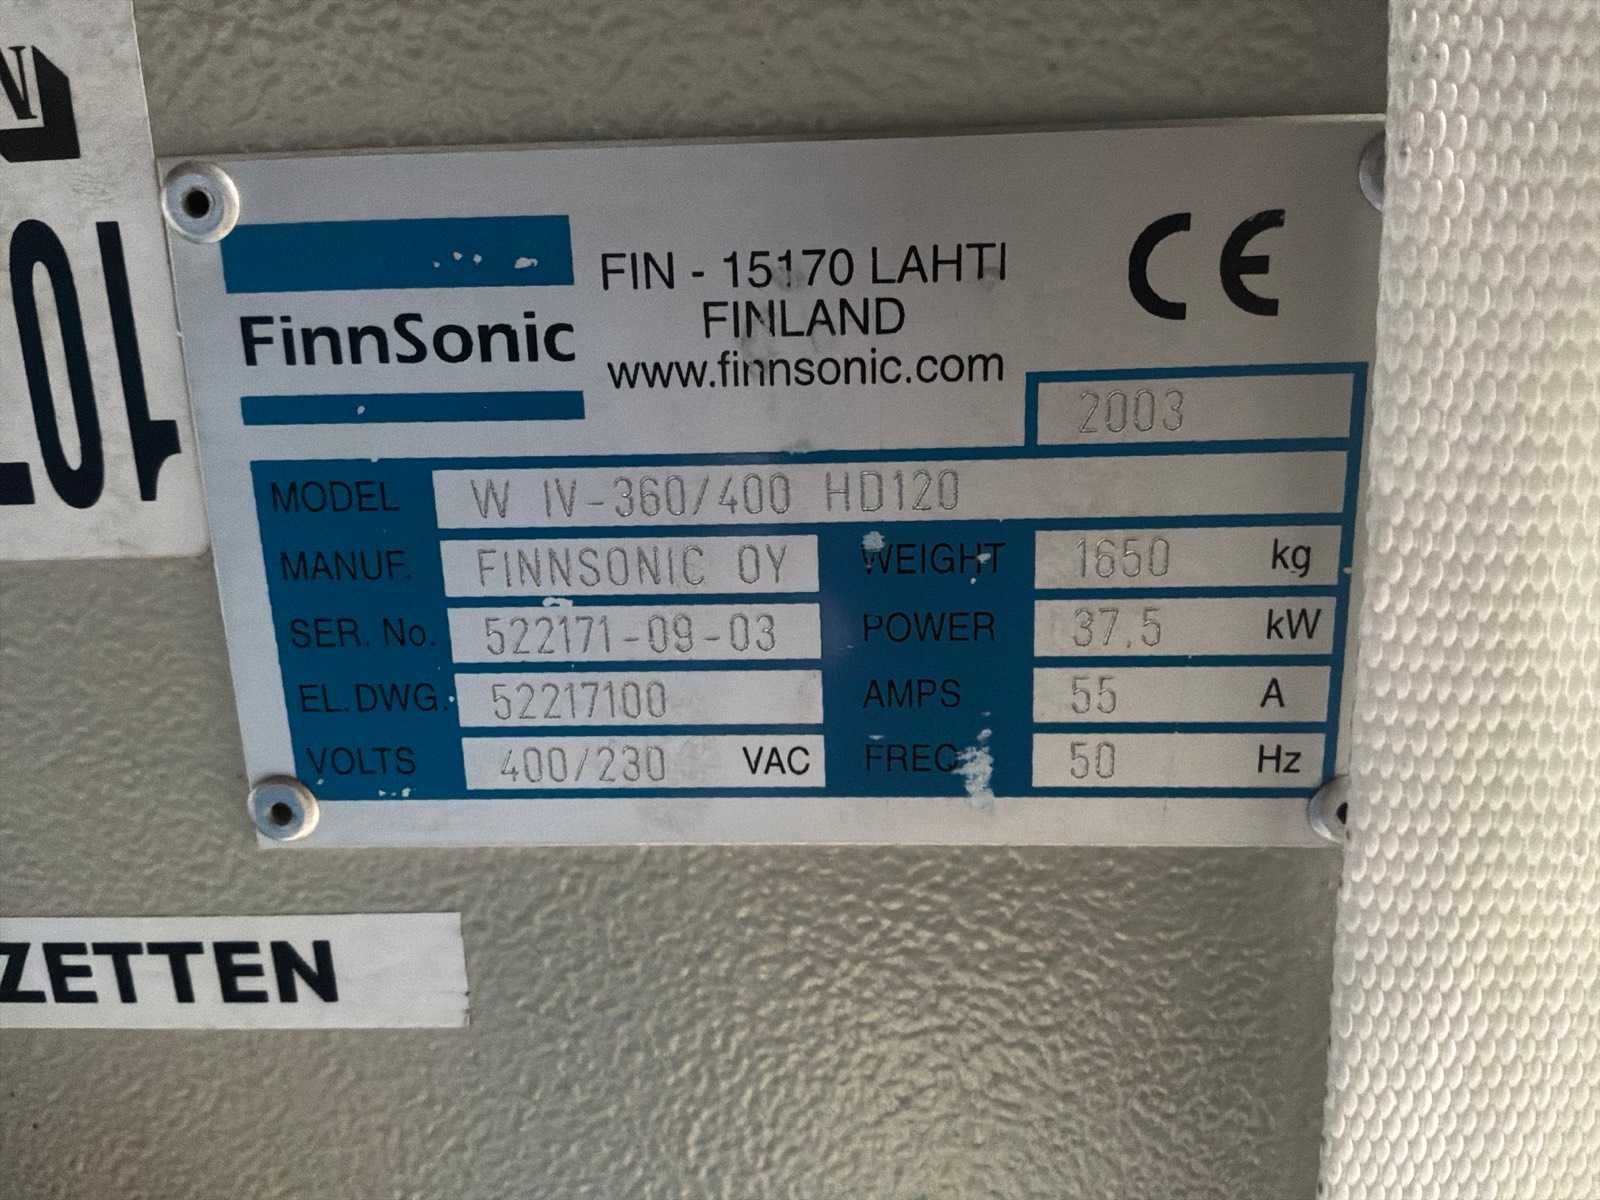 FinnSonic
FIN - 15170 LAHTI
FINLAND
www.finnsonic.com
CE
2003
MODEL W IV-360/400 HD120
MANUF. FINNSONIC OY WEIGHT 1650 kg
SER. No. 522171-09-03 POWER 37,5 kW
EL.DWG. 52217100 AMPS 55 A
VOLTS 400/230 VAC FREQ 50 Hz
10
ZETTEN